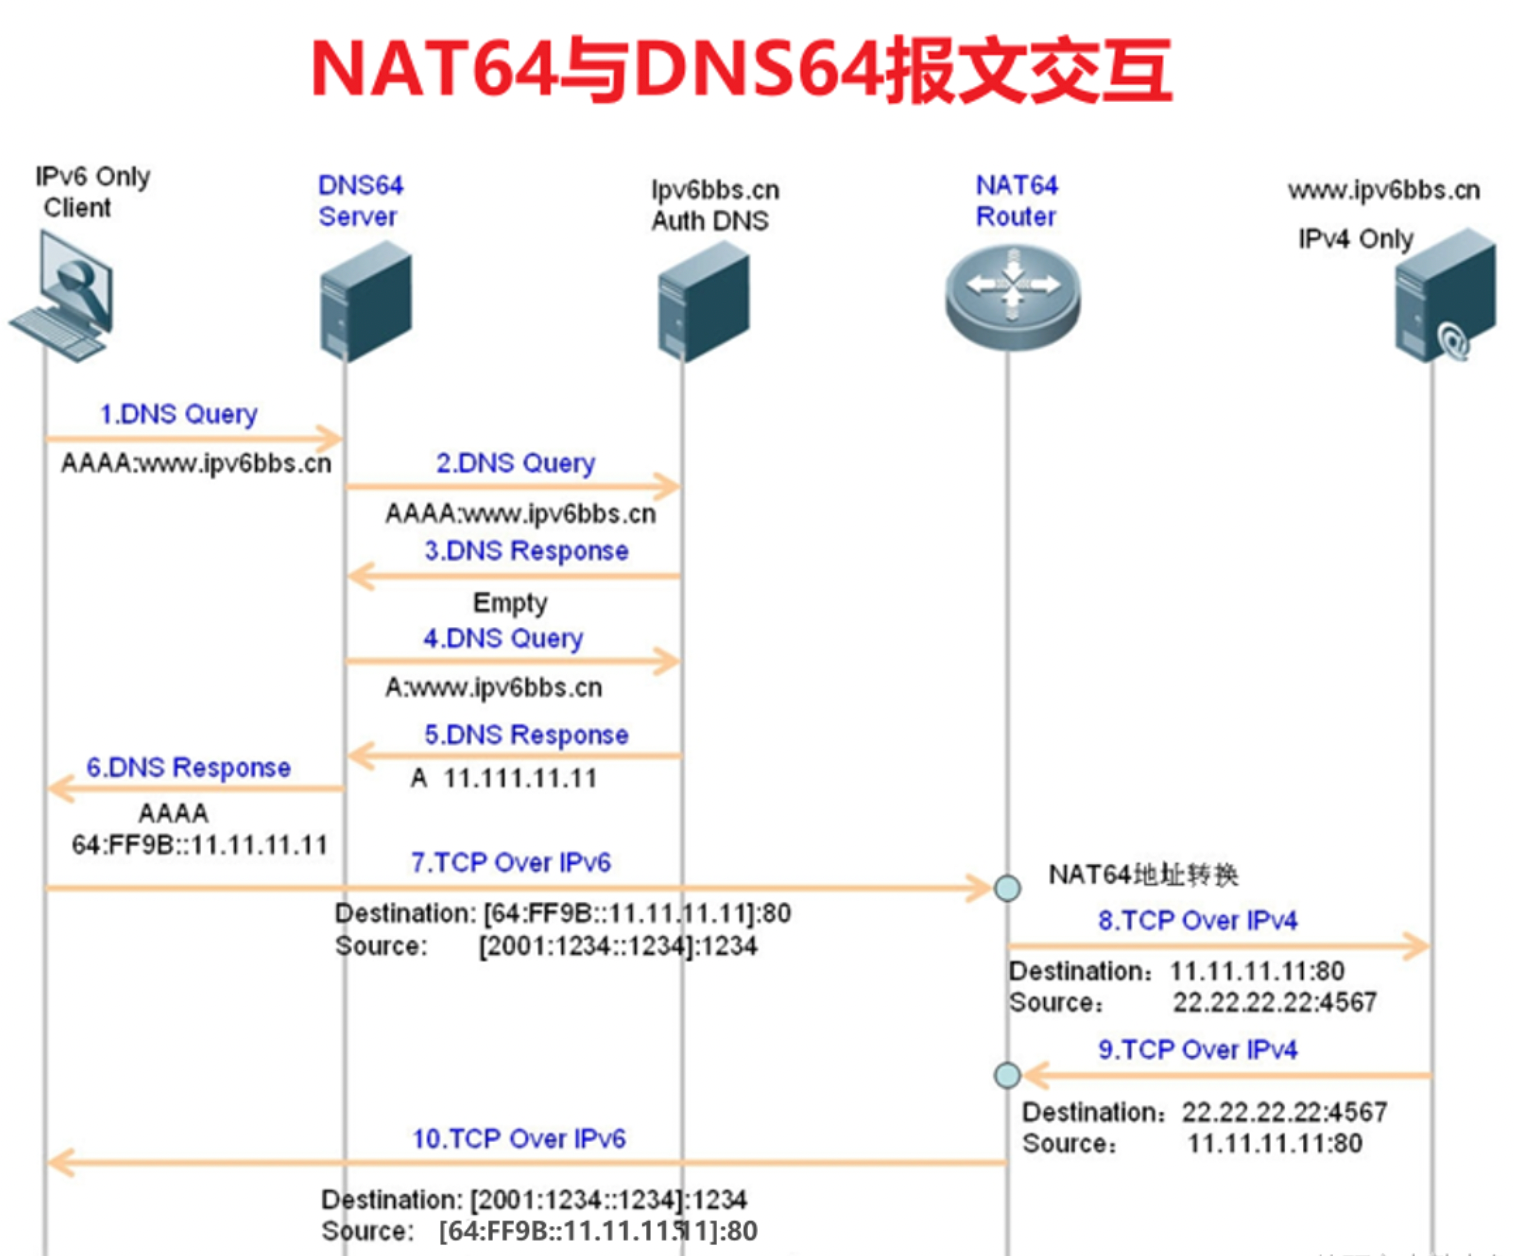 NAT64与DNS64报文交互
IPv6 Only
Client
DNS64
Server
Ipv6bbs.cn
Auth DNS
NAT64
Router
www.ipv6bbs.cn
IPv4 Only
1.DNS Query
AAAA:www.ipv6bbs.cn
2.DNS Query
AAAA:www.ipv6bbs.cn
3.DNS Response
Empty
4.DNS Query
A:www.ipv6bbs.cn
5.DNS Response
A 11.111.11.11
6.DNS Response
AAAA
64:FF9B::11.11.11.11
7.TCP Over IPv6
Destination: [64:FF9B::11.11.11.11]:80
Source: [2001:1234::1234]:1234
NAT64地址转换
8.TCP Over IPv4
Destination：11.11.11.11:80
Source： 22.22.22.22:4567
9.TCP Over IPv4
Destination：22.22.22.22:4567
Source： 11.11.11.11:80
10.TCP Over IPv6
Destination: [2001:1234::1234]:1234
Source: [64:FF9B::11.11.11.11]:80